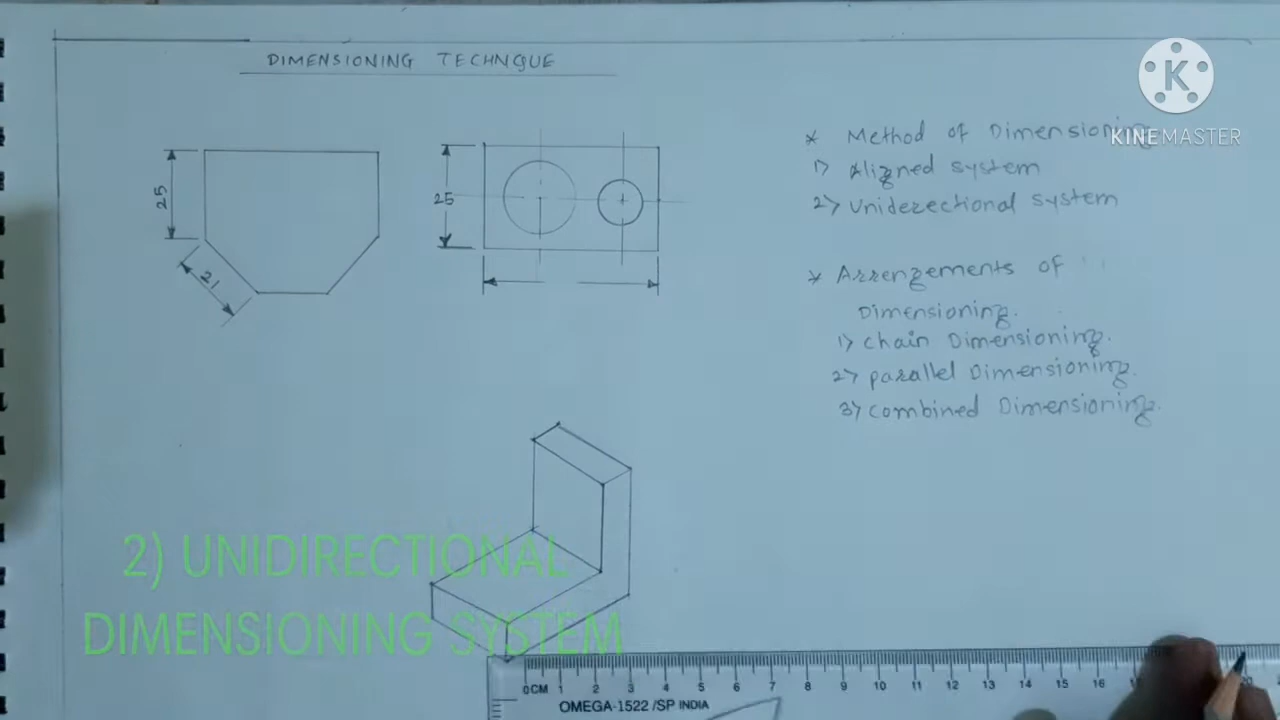 DIMENSIONING TECHNQUE
25
21
25
* Method of Dimensioning
1) Aligned system
2) Uniderectional system
* Arrengements of
Dimensioning.
1) chain Dimensioning.
2) parallel Dimensioning.
3) combined Dimensioning.
K
KINEMASTER
2) UNIDIRECTIONAL
DIMENSIONING SYSTEM
0CM 1 2 3 4 5 6 7 8 9 10 11 12 13 14 15 16
OMEGA-1522 /SP INDIA